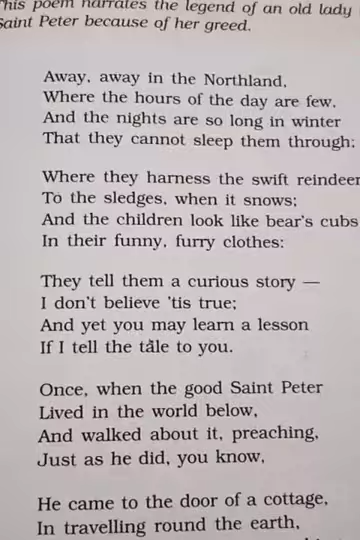 This poem narrates the legend of an old lady
Saint Peter because of her greed.
Away, away in the Northland,
Where the hours of the day are few,
And the nights are so long in winter
That they cannot sleep them through;
Where they harness the swift reindeer
To the sledges, when it snows;
And the children look like bear's cubs
In their funny, furry clothes:
They tell them a curious story —
I don't believe 'tis true;
And yet you may learn a lesson
If I tell the tale to you.
Once, when the good Saint Peter
Lived in the world below,
And walked about it, preaching,
Just as he did, you know,
He came to the door of a cottage,
In travelling round the earth,